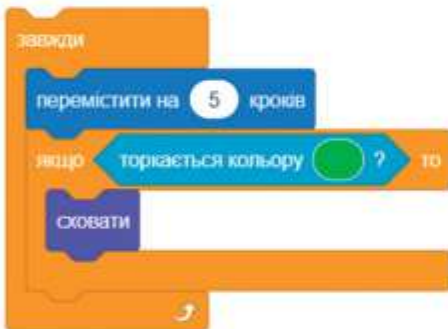 завжди
перемістити на 5 кроків
якщо торкається кольору ? то
сховати